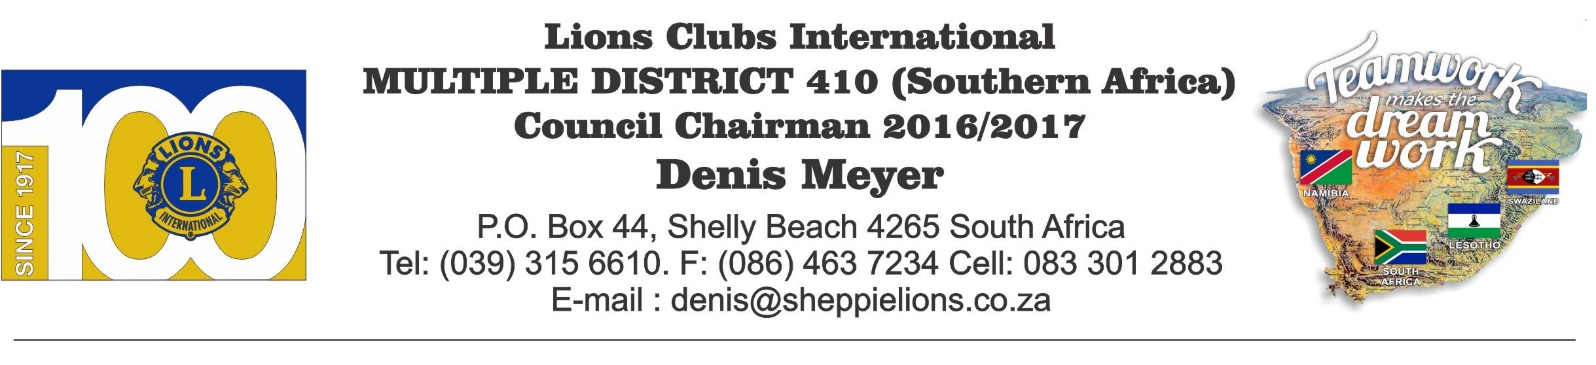 Lions Clubs International
MULTIPLE DISTRICT 410 (Southern Africa)
Council Chairman 2016/2017
Denis Meyer
P.O. Box 44, Shelly Beach 4265 South Africa
Tel: (039) 315 6610. F: (086) 463 7234 Cell: 083 301 2883
E-mail : denis@sheppielions.co.za
SINCE 1917
100
LIONS
L
INTERNATIONAL
Teamwork
makes the
dream
work
NAMIBIA
SWAZILAND
LESOTHO
SOUTH
AFRICA